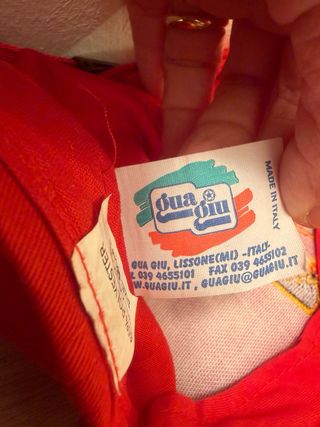 gua
giu
MADE IN ITALY
GUA GIU, LISSONE(MI) -ITALY-
L 039 4655101 FAX 039 4655102
W.GUAGIU.IT , GUAGIU@GUAGIU.IT